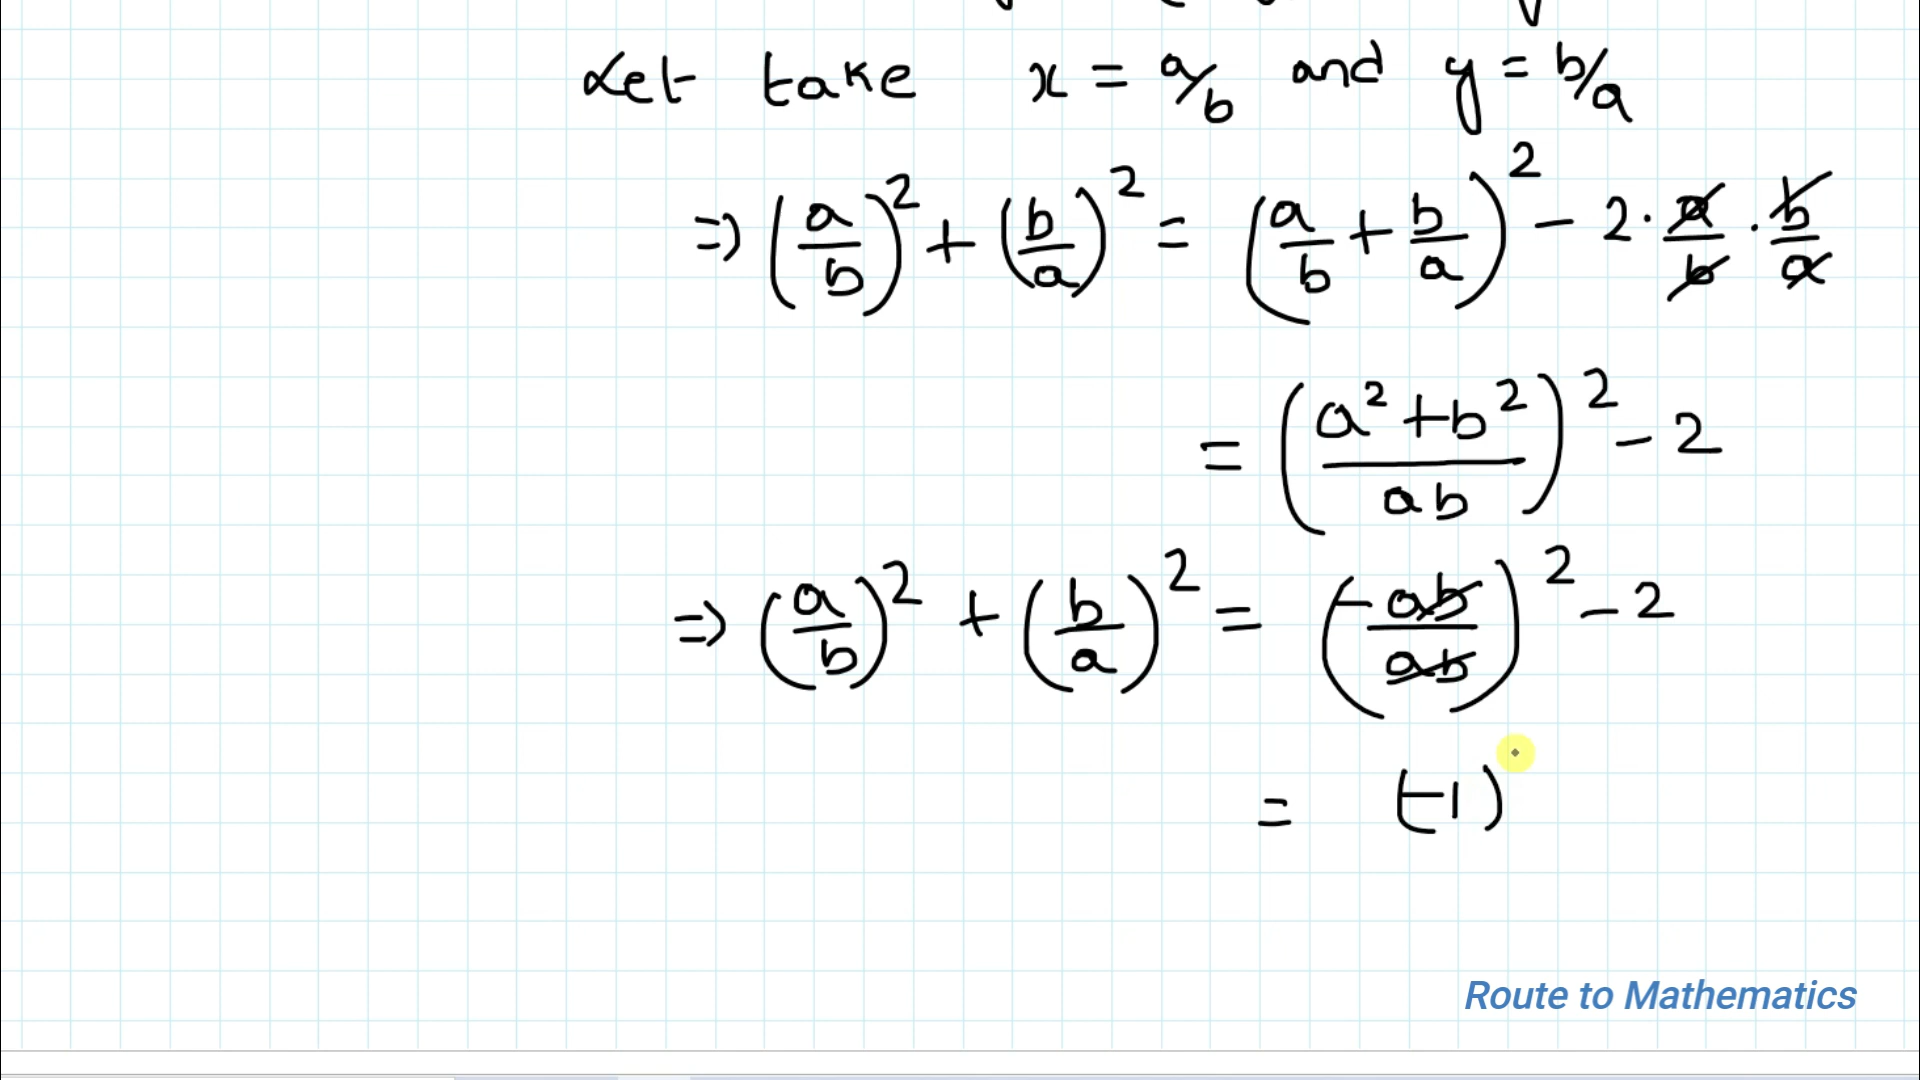 Let take x = a/b and y = b/a
⇒ (a/b)² + (b/a)² = (a/b + b/a)² - 2 · a/b · b/a
= ((a² + b²)/ab)² - 2
⇒ (a/b)² + (b/a)² = (-ab/ab)² - 2
= (-1)
Route to Mathematics